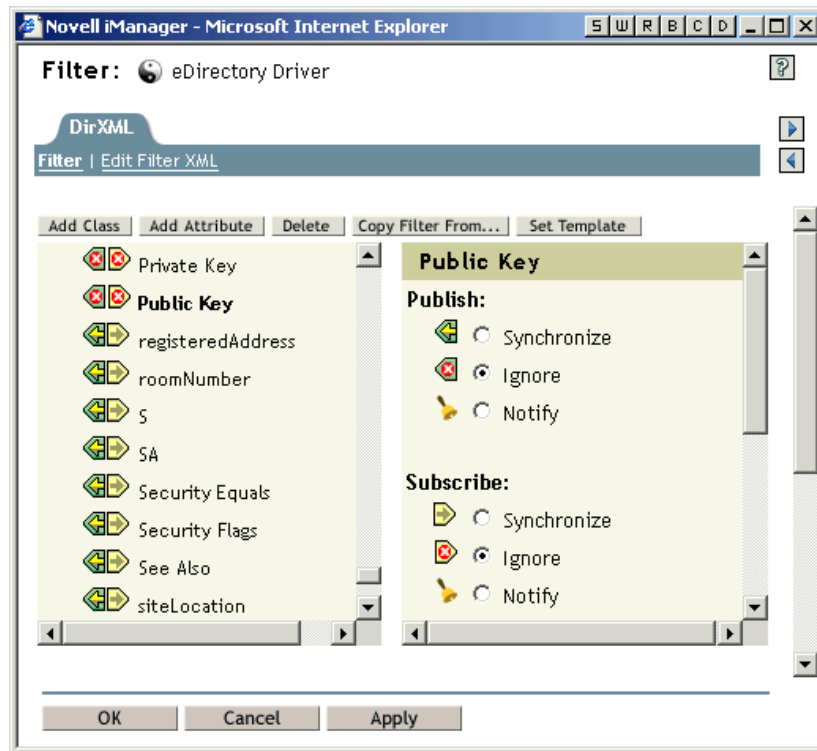 Novell iManager - Microsoft Internet Explorer
S W R B C D
Filter: eDirectory Driver
DirXML
Filter | Edit Filter XML
Add Class Add Attribute Delete Copy Filter From... Set Template
Private Key
Public Key
registeredAddress
roomNumber
S
SA
Security Equals
Security Flags
See Also
siteLocation
Public Key
Publish:
Synchronize
Ignore
Notify
Subscribe:
Synchronize
Ignore
Notify
OK Cancel Apply